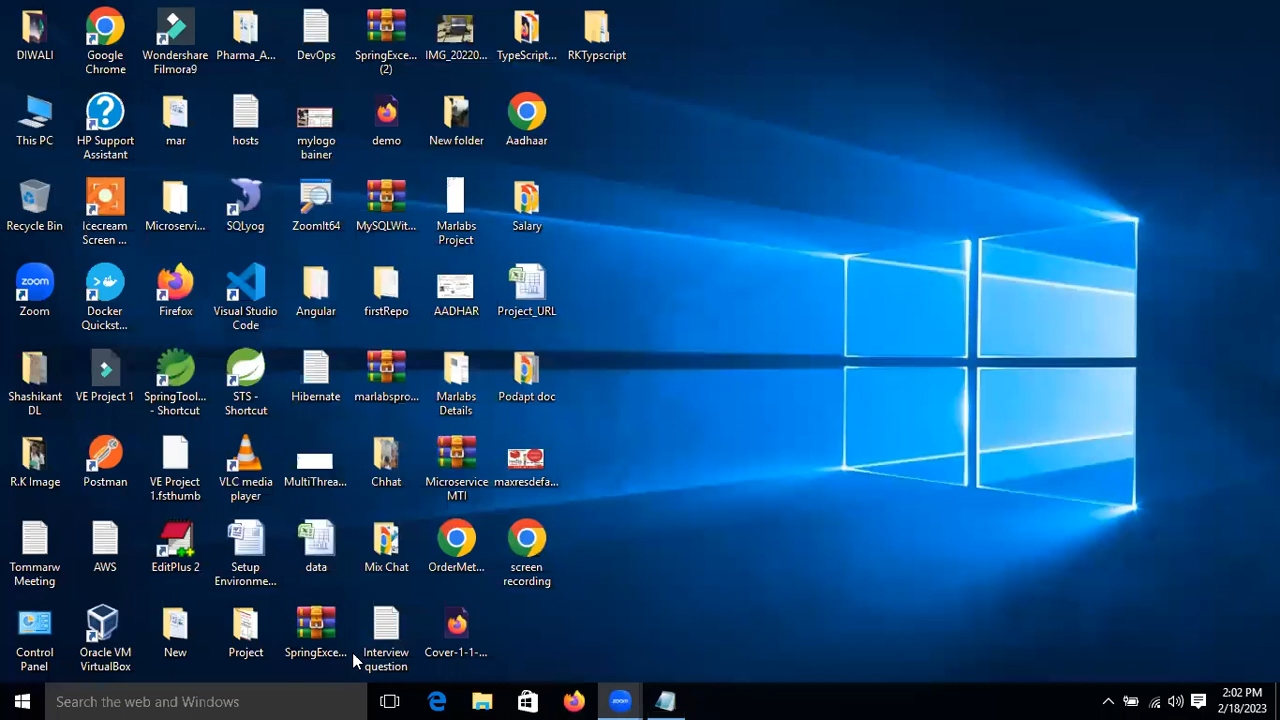 DIWALI
Google
Chrome
Wondershare
Filmora9
Pharma_A...
DevOps
SpringExce...
(2)
IMG_20220...
TypeScript...
RKTypscript
This PC
HP Support
Assistant
mar
hosts
mylogo
bainer
demo
New folder
Aadhaar
Recycle Bin
Icecream
Screen ...
Microservi...
SQLyog
ZoomIt64
MySQLWit...
Marlabs
Project
Salary
zoom
Zoom
Docker
Quickst...
Firefox
Visual Studio
Code
Angular
firstRepo
AADHAR
Project_URL
Shashikant
DL
VE Project 1
SpringTool...
- Shortcut
STS -
Shortcut
Hibernate
marlabspro...
Marlabs
Details
Podapt doc
R.K Image
Postman
VE Project
1.fsthumb
VLC media
player
MultiThrea...
Chhat
Microservice
MTI
maxresdefa...
Tommarw
Meeting
AWS
EditPlus 2
Setup
Environme...
data
Mix Chat
OrderMet...
screen
recording
Control
Panel
Oracle VM
VirtualBox
New
Project
SpringExce...
Interview
question
Cover-1-1-...
Search the web and Windows
zoom
2:02 PM
2/18/2023